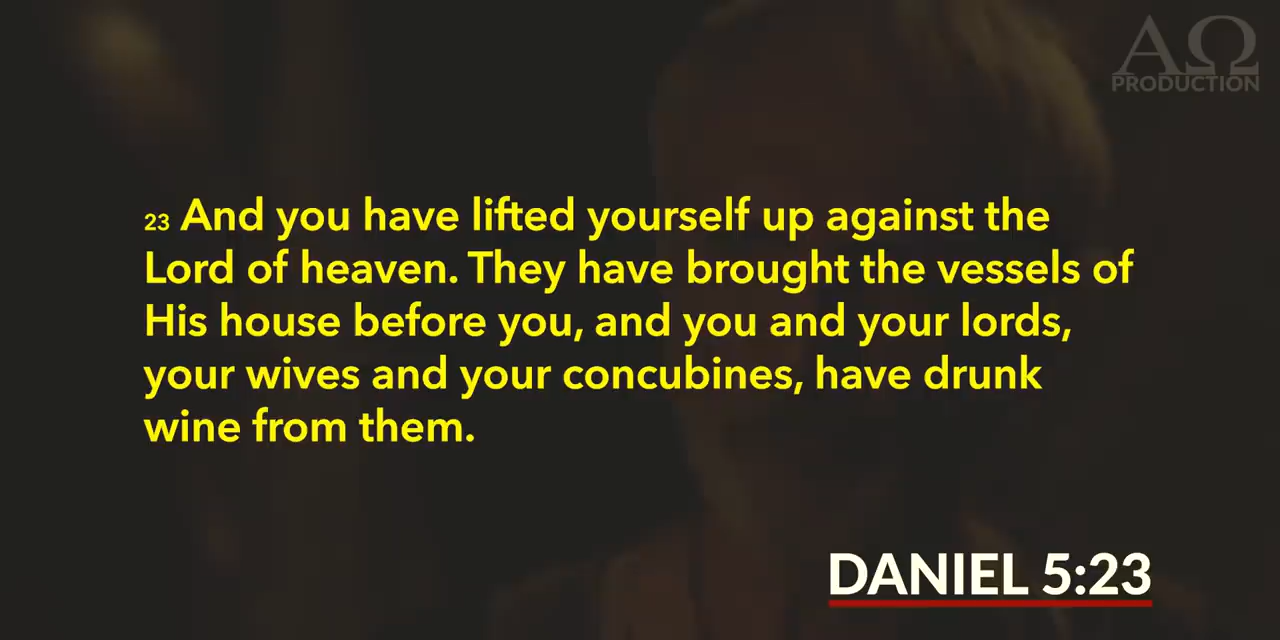 ΑΩ
PRODUCTION
23 And you have lifted yourself up against the
Lord of heaven. They have brought the vessels of
His house before you, and you and your lords,
your wives and your concubines, have drunk
wine from them.
DANIEL 5:23